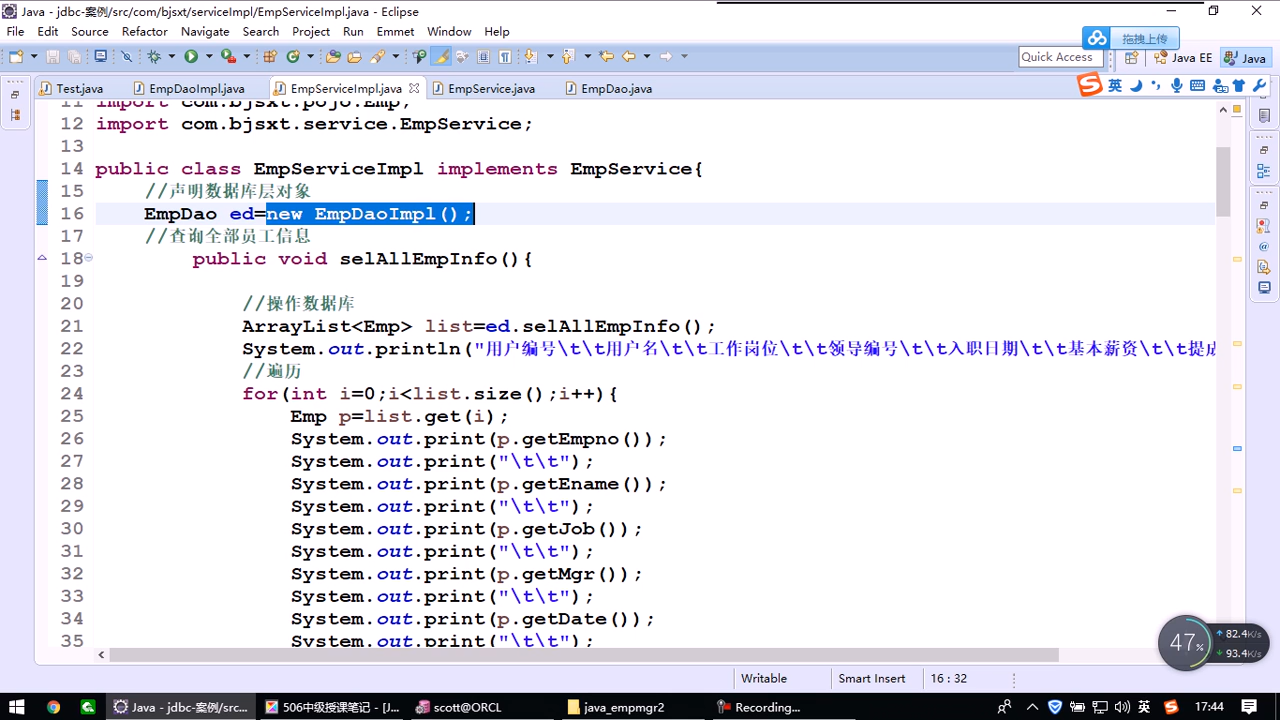 Java - jdbc-案例/src/com/bjsxt/serviceImpl/EmpServiceImpl.java - Eclipse
File Edit Source Refactor Navigate Search Project Run Emmet Window Help
拖拽上传
Quick Access
Java EE
Java
Test.java EmpDaoImpl.java EmpServiceImpl.java EmpService.java EmpDao.java
英
11 import com.bjsxt.pojo.Emp;
12 import com.bjsxt.service.EmpService;
13
14 public class EmpServiceImpl implements EmpService{
15 //声明数据库层对象
16 EmpDao ed=new EmpDaoImpl();
17 //查询全部员工信息
18 public void selAllEmpInfo(){
19
20 //操作数据库
21 ArrayList<Emp> list=ed.selAllEmpInfo();
22 System.out.println("用户编号\t\t用户名\t\t工作岗位\t\t领导编号\t\t入职日期\t\t基本薪资\t\t提成
23 //遍历
24 for(int i=0;i<list.size();i++){
25 Emp p=list.get(i);
26 System.out.print(p.getEmpno());
27 System.out.print("\t\t");
28 System.out.print(p.getEname());
29 System.out.print("\t\t");
30 System.out.print(p.getJob());
31 System.out.print("\t\t");
32 System.out.print(p.getMgr());
33 System.out.print("\t\t");
34 System.out.print(p.getDate());
35 System.out.print("\t\t");
47%
82.4K/s
93.4K/s
Writable Smart Insert 16 : 32
Java - jdbc-案例/src... 506中级授课笔记 - [J... scott@ORCL java_empmgr2 Recording... 英 17:44